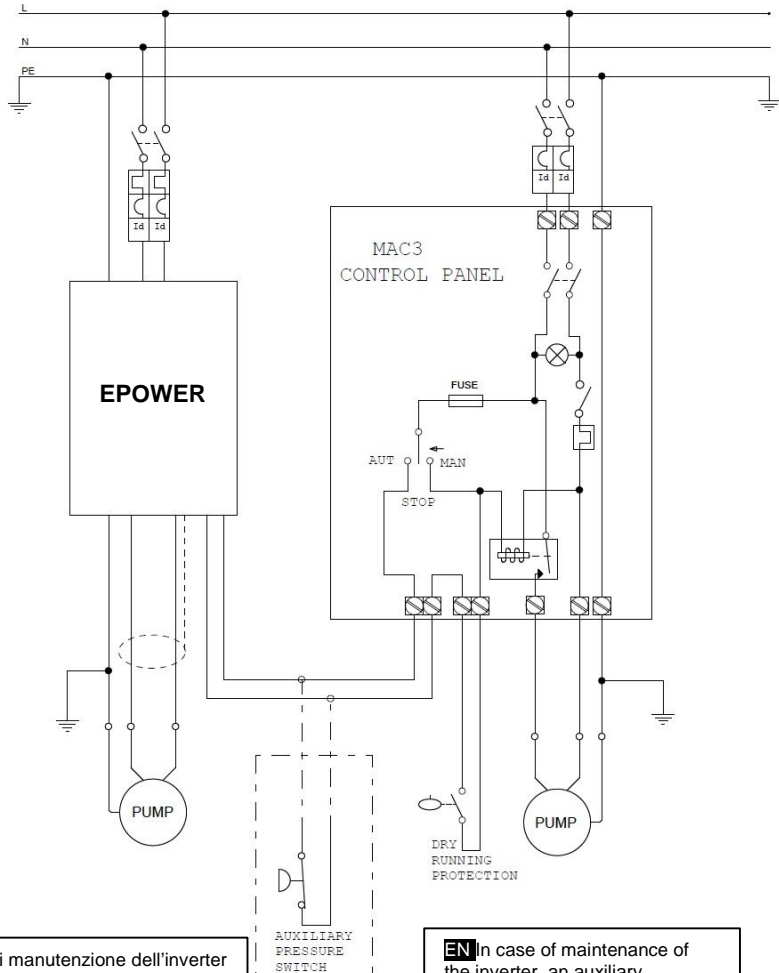 L
N
PE
Id Id
Id Id
MAC3
CONTROL PANEL
EPOWER
FUSE
AUT
MAN
STOP
PUMP
PUMP
DRY
RUNNING
PROTECTION
AUXILIARY
PRESSURE
SWITCH
i manutenzione dell'inverter
EN In case of maintenance of
the inverter, an auxiliary